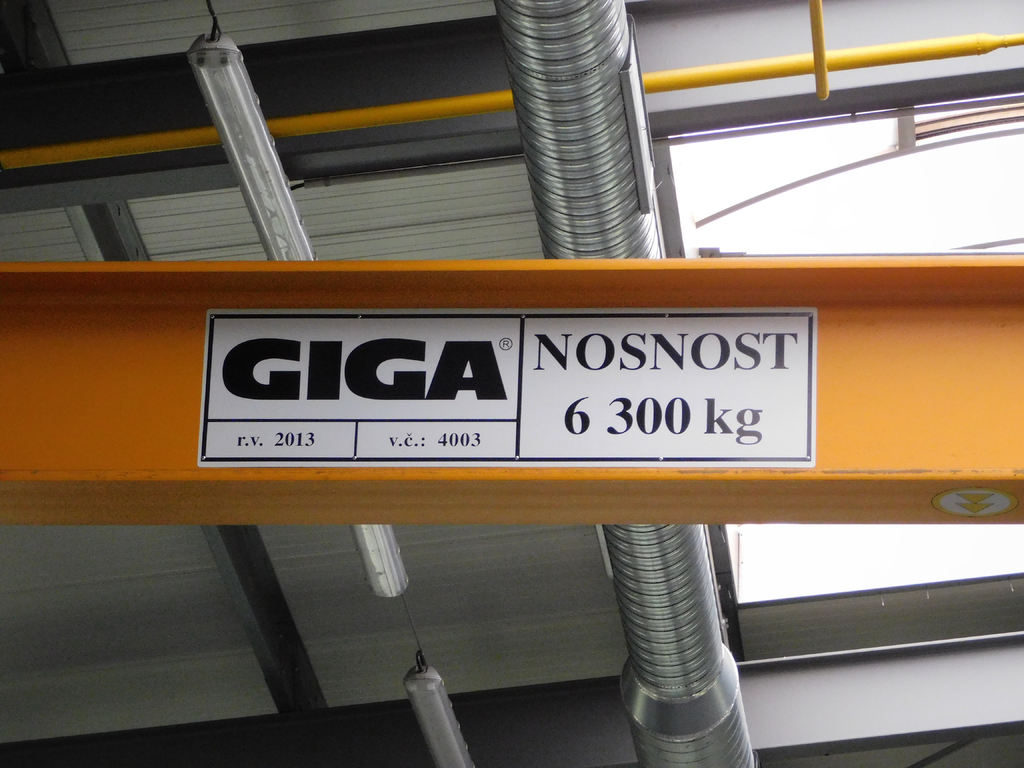 GIGA®
r.v. 2013
v.č.: 4003
NOSNOST
6 300 kg